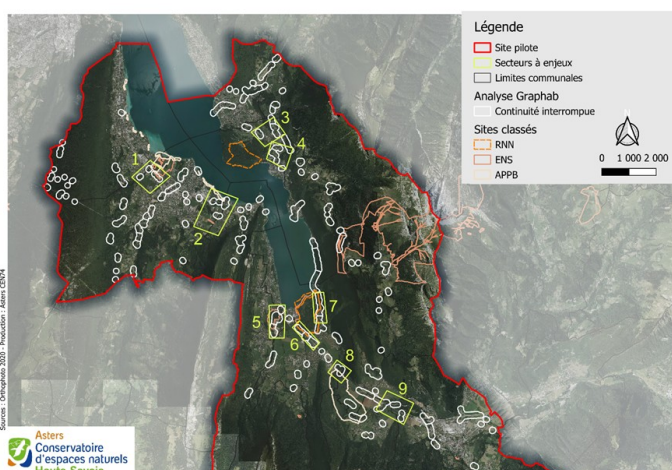 Légende
Site pilote
Secteurs à enjeux
Limites communales
Analyse Graphab
Continuité interrompue
Sites classés
RNN
ENS
APPB
N
0 1 000 2 000
1
2
3
4
5
6
7
8
9
Sources : Orthophoto 2020 - Production : Asters CEN74
Asters
Conservatoire
d'espaces naturels
Haute-Savoie